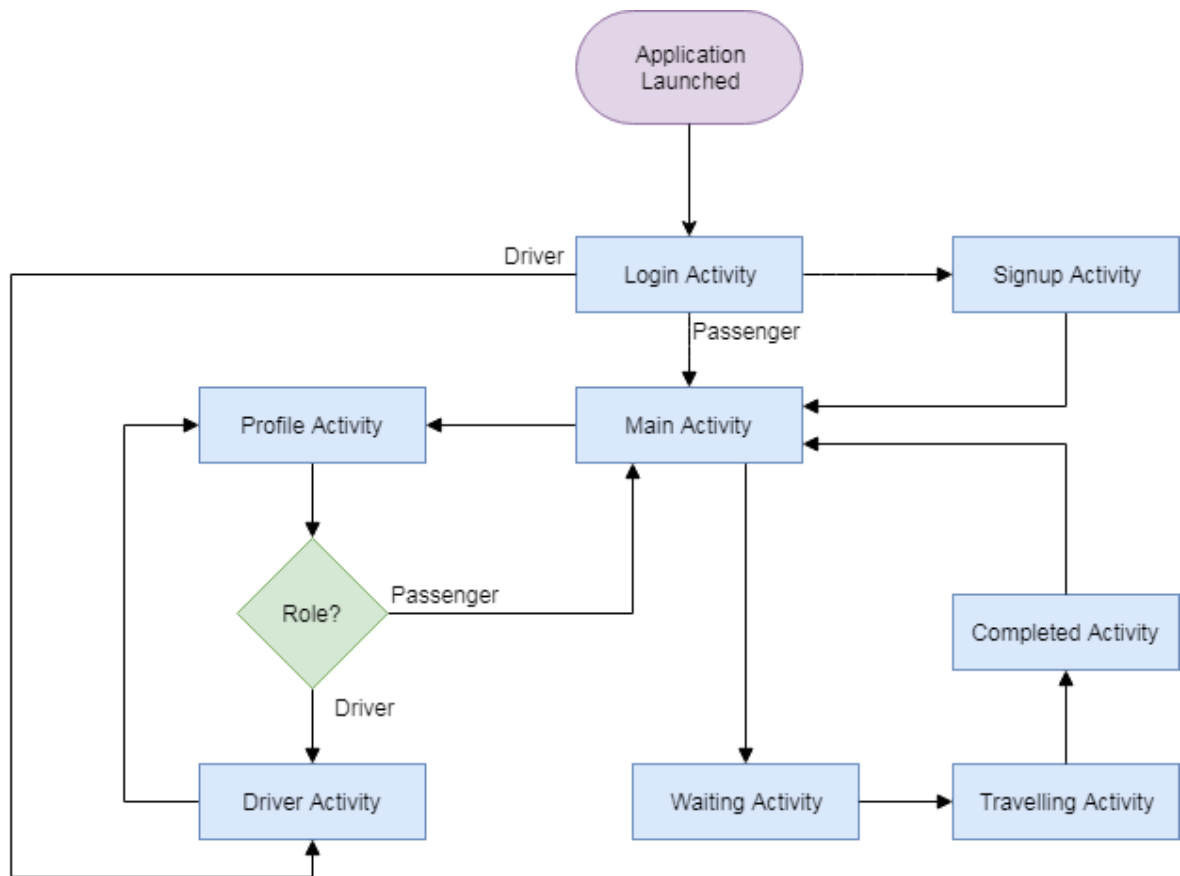 Application
Launched
Driver
Login Activity
Signup Activity
Passenger
Profile Activity
Main Activity
Role?
Passenger
Completed Activity
Driver
Driver Activity
Waiting Activity
Travelling Activity